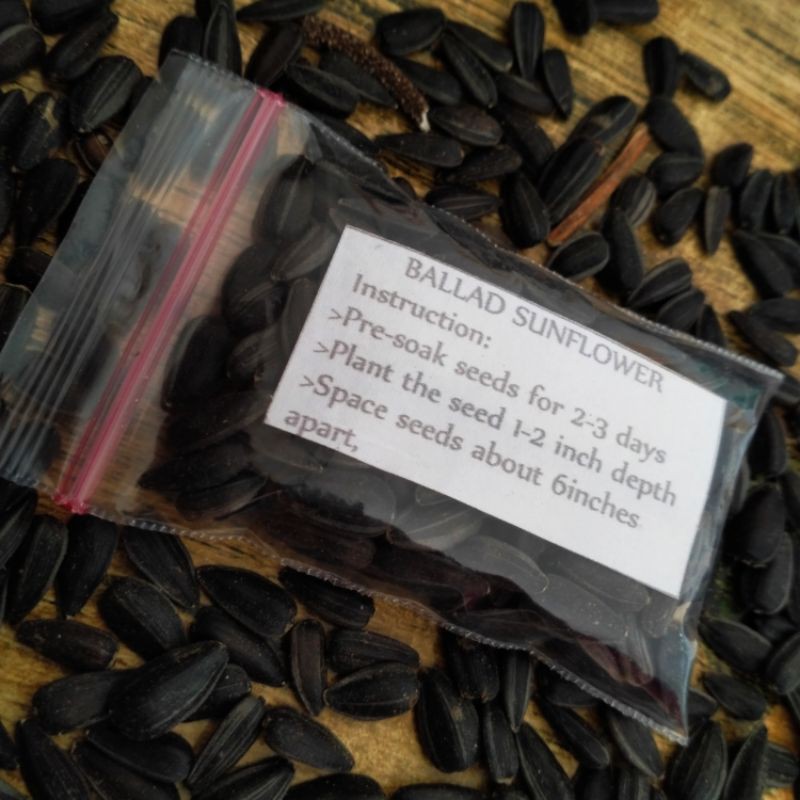 BALLAD SUNFLOWER
Instruction:
>Pre-soak seeds for 2-3 days
>Plant the seed 1-2 inch depth
>Space seeds about 6inches
apart,